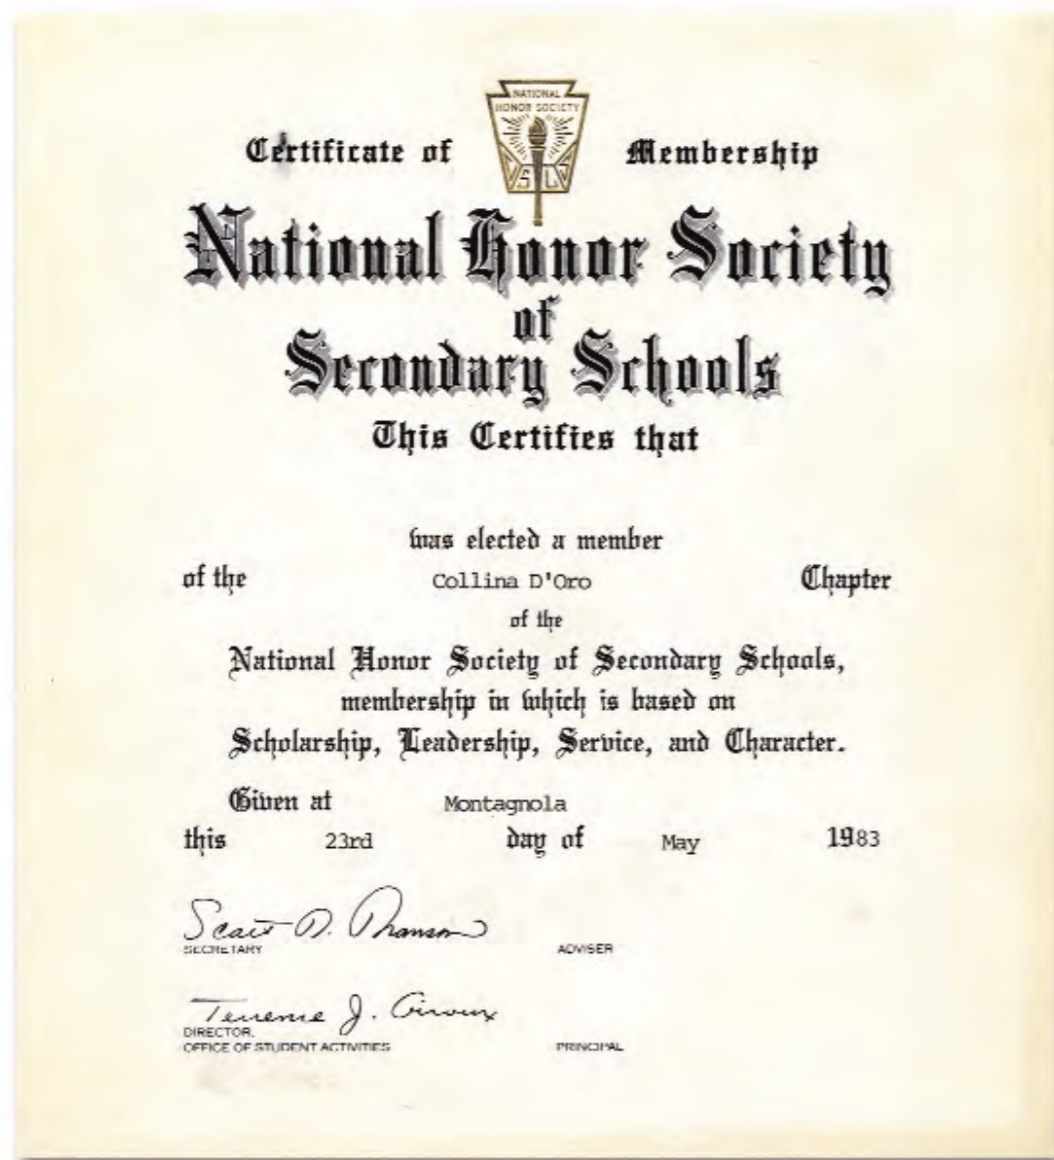 NATIONAL
HONOR SOCIETY
Certificate of Membership
National Honor Society
of
Secondary Schools
This Certifies that
was elected a member
of the Collina D'Oro Chapter
of the
National Honor Society of Secondary Schools,
membership in which is based on
Scholarship, Leadership, Service, and Character.
Given at Montagnola
this 23rd day of May 1983
Scott D.
SECRETARY ADVISER
Terence J. Giroux
DIRECTOR,
OFFICE OF STUDENT ACTIVITIES PRINCIPAL